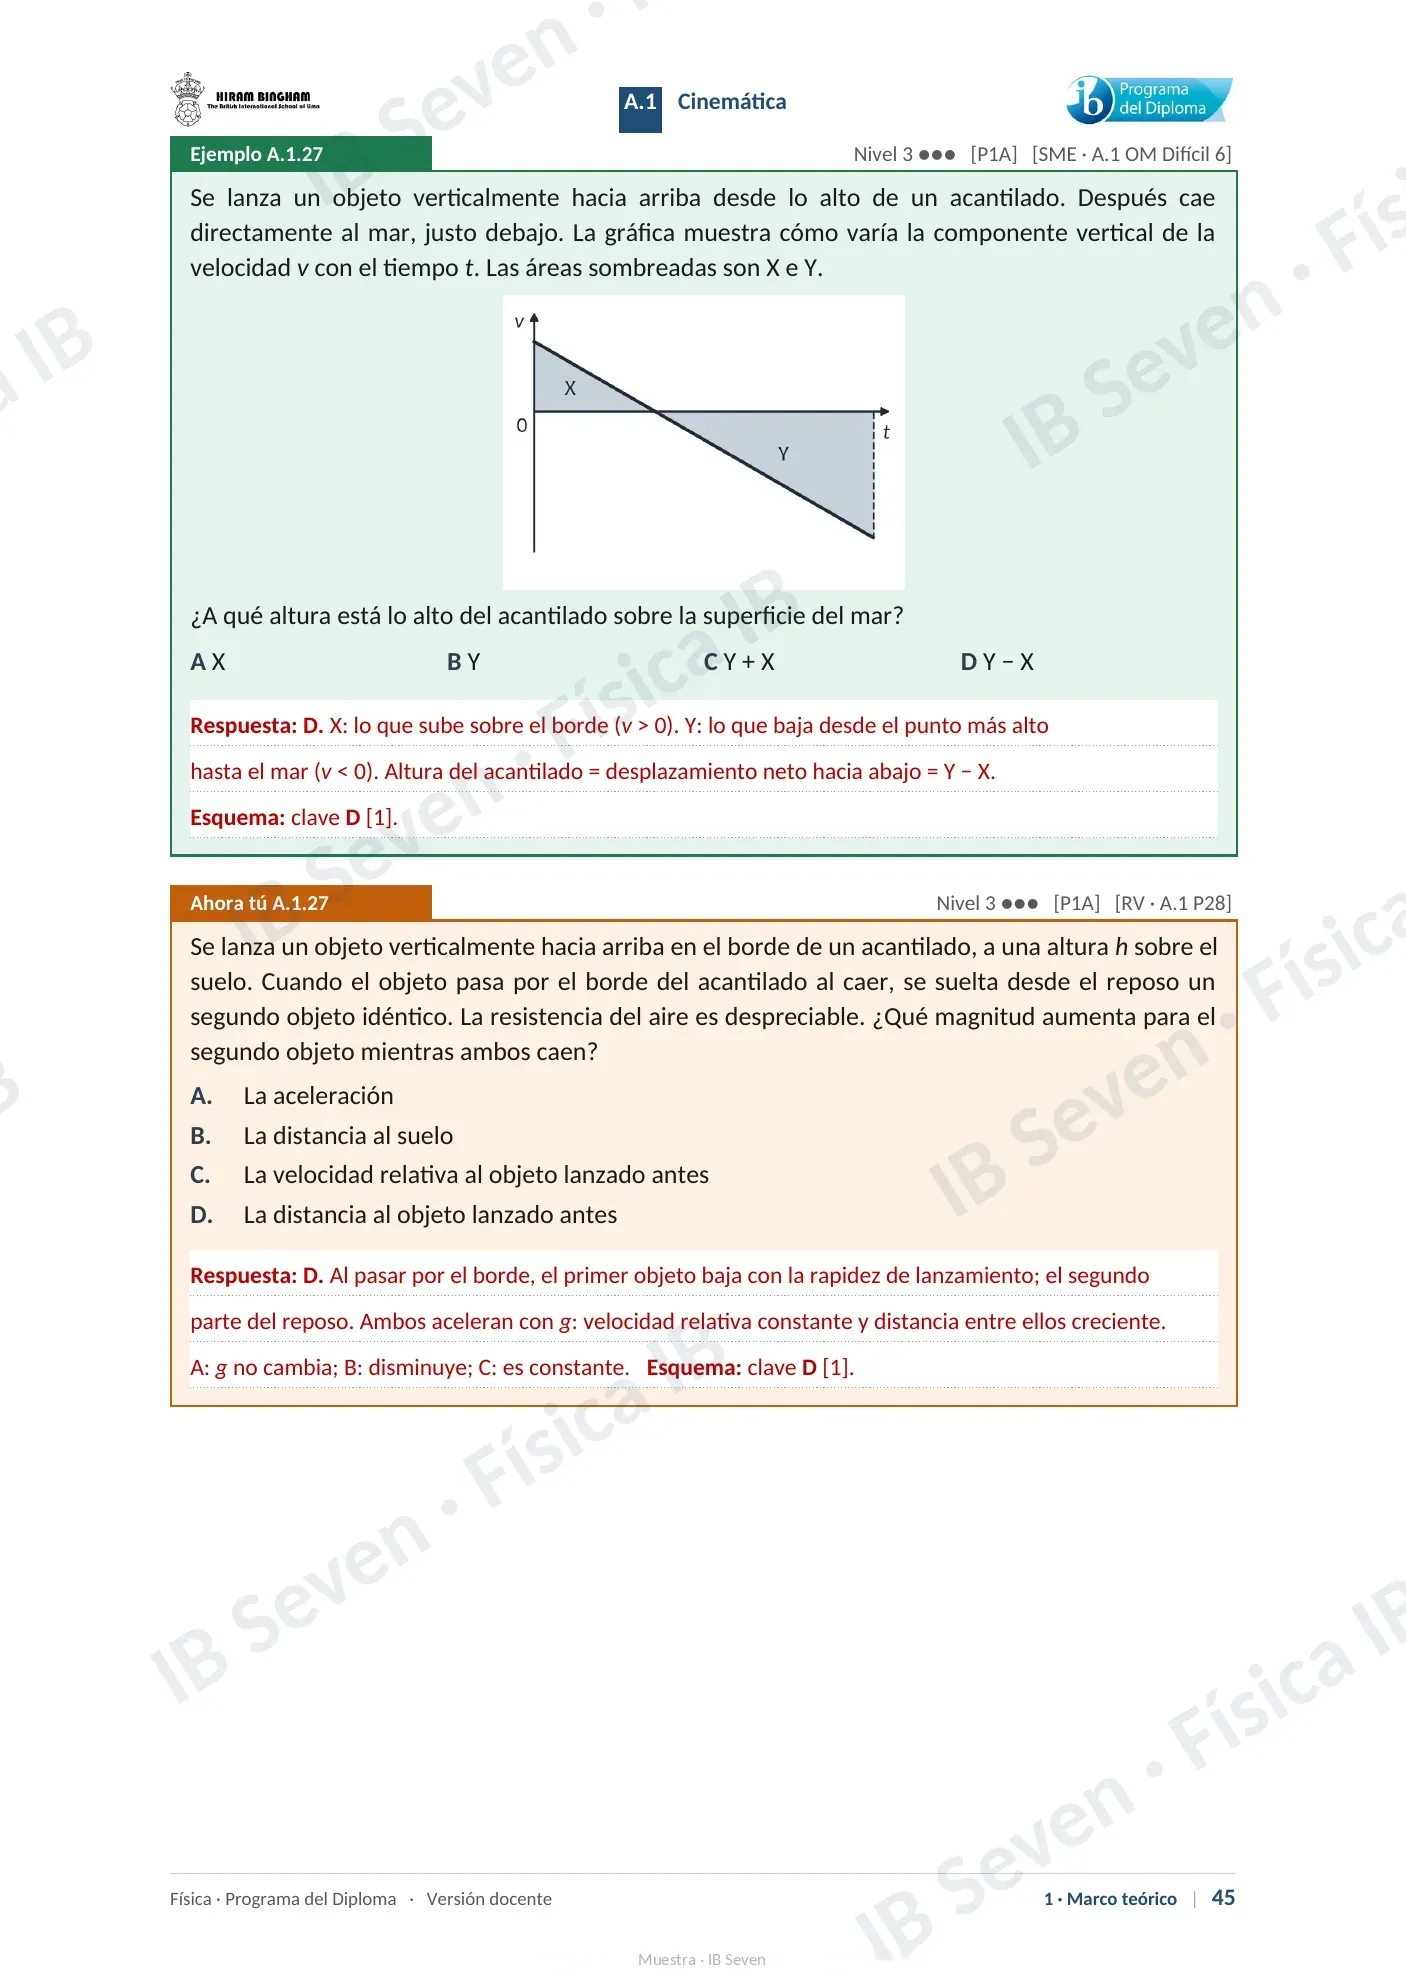 HIRAM BINGHAM
The British International School of Lima
A.1 Cinemática
Programa
del Diploma
Ejemplo A.1.27 Nivel 3 ●●● [P1A] [SME · A.1 OM Difícil 6]
Se lanza un objeto verticalmente hacia arriba desde lo alto de un acantilado. Después cae
directamente al mar, justo debajo. La gráfica muestra cómo varía la componente vertical de la
velocidad v con el tiempo t. Las áreas sombreadas son X e Y.
v
X
0
t
Y
¿A qué altura está lo alto del acantilado sobre la superficie del mar?
A X B Y C Y + X D Y − X
Respuesta: D. X: lo que sube sobre el borde (v > 0). Y: lo que baja desde el punto más alto
hasta el mar (v < 0). Altura del acantilado = desplazamiento neto hacia abajo = Y − X.
Esquema: clave D [1].
Ahora tú A.1.27 Nivel 3 ●●● [P1A] [RV · A.1 P28]
Se lanza un objeto verticalmente hacia arriba en el borde de un acantilado, a una altura h sobre el
suelo. Cuando el objeto pasa por el borde del acantilado al caer, se suelta desde el reposo un
segundo objeto idéntico. La resistencia del aire es despreciable. ¿Qué magnitud aumenta para el
segundo objeto mientras ambos caen?
A. La aceleración
B. La distancia al suelo
C. La velocidad relativa al objeto lanzado antes
D. La distancia al objeto lanzado antes
Respuesta: D. Al pasar por el borde, el primer objeto baja con la rapidez de lanzamiento; el segundo
parte del reposo. Ambos aceleran con g: velocidad relativa constante y distancia entre ellos creciente.
A: g no cambia; B: disminuye; C: es constante. Esquema: clave D [1].
IB Seven · Física IB
Física · Programa del Diploma · Versión docente 1 · Marco teórico | 45
Muestra · IB Seven